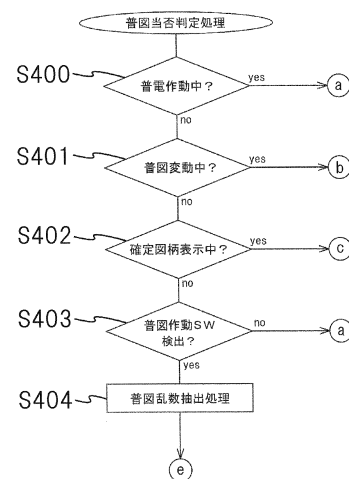 普図当否判定処理
S400
普電作動中？
yes
a
no
S401
普図変動中？
yes
b
no
S402
確定図柄表示中？
yes
c
no
S403
普図作動SW
検出？
no
a
yes
S404
普図乱数抽出処理
e